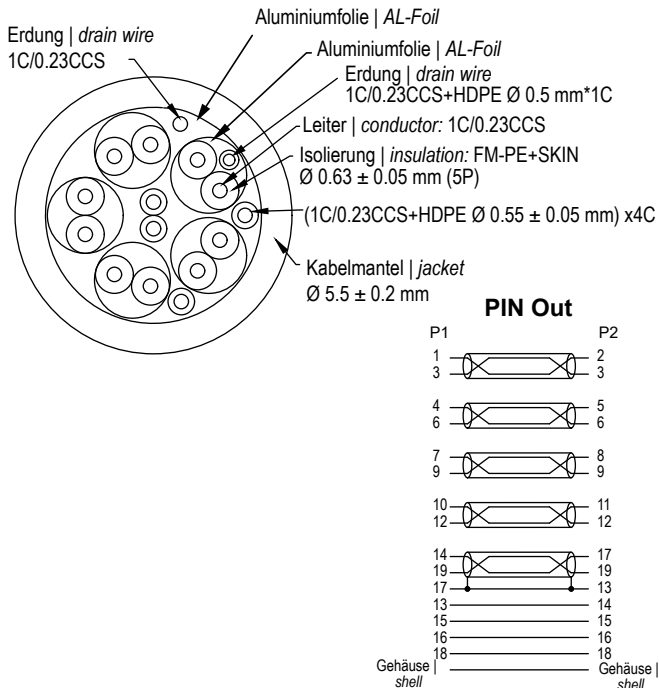 Aluminiumfolie | AL-Foil
Erdung | drain wire
1C/0.23CCS
Aluminiumfolie | AL-Foil
Erdung | drain wire
1C/0.23CCS+HDPE Ø 0.5 mm*1C
Leiter | conductor: 1C/0.23CCS
Isolierung | insulation: FM-PE+SKIN
Ø 0.63 ± 0.05 mm (5P)
(1C/0.23CCS+HDPE Ø 0.55 ± 0.05 mm) x4C
Kabelmantel | jacket
Ø 5.5 ± 0.2 mm
PIN Out
P1 P2
1 2
3 3
4 5
6 6
7 8
9 9
10 11
12 12
14 17
19 19
17 13
13 14
15 15
16 16
18 18
Gehäuse | Gehäuse |
shell shell